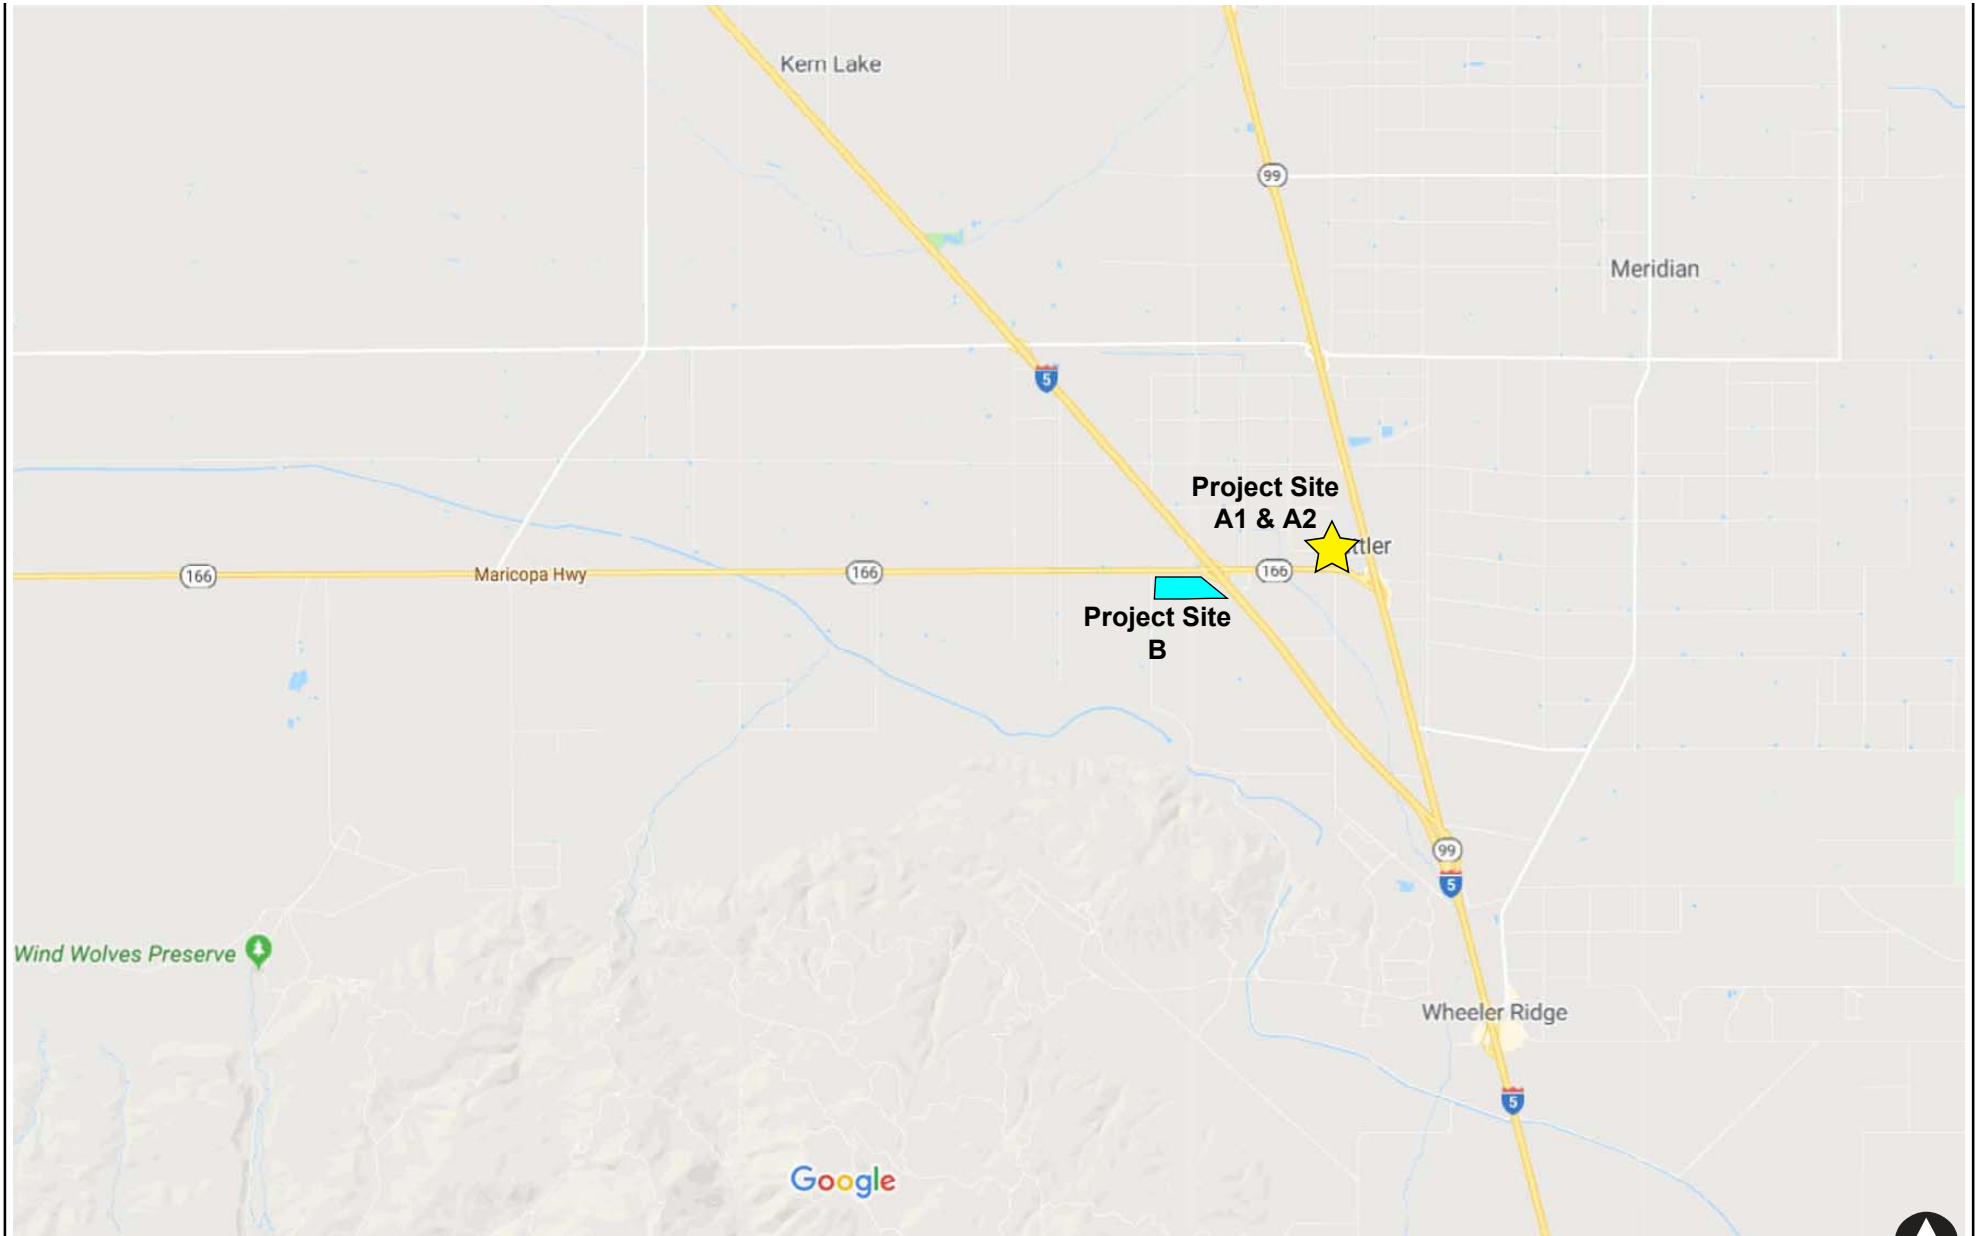 Kern Lake
99
Meridian
5
Project Site
A1 & A2
ttler
166
Maricopa Hwy
166
166
Project Site
B
99
5
Wind Wolves Preserve
Wheeler Ridge
5
Google